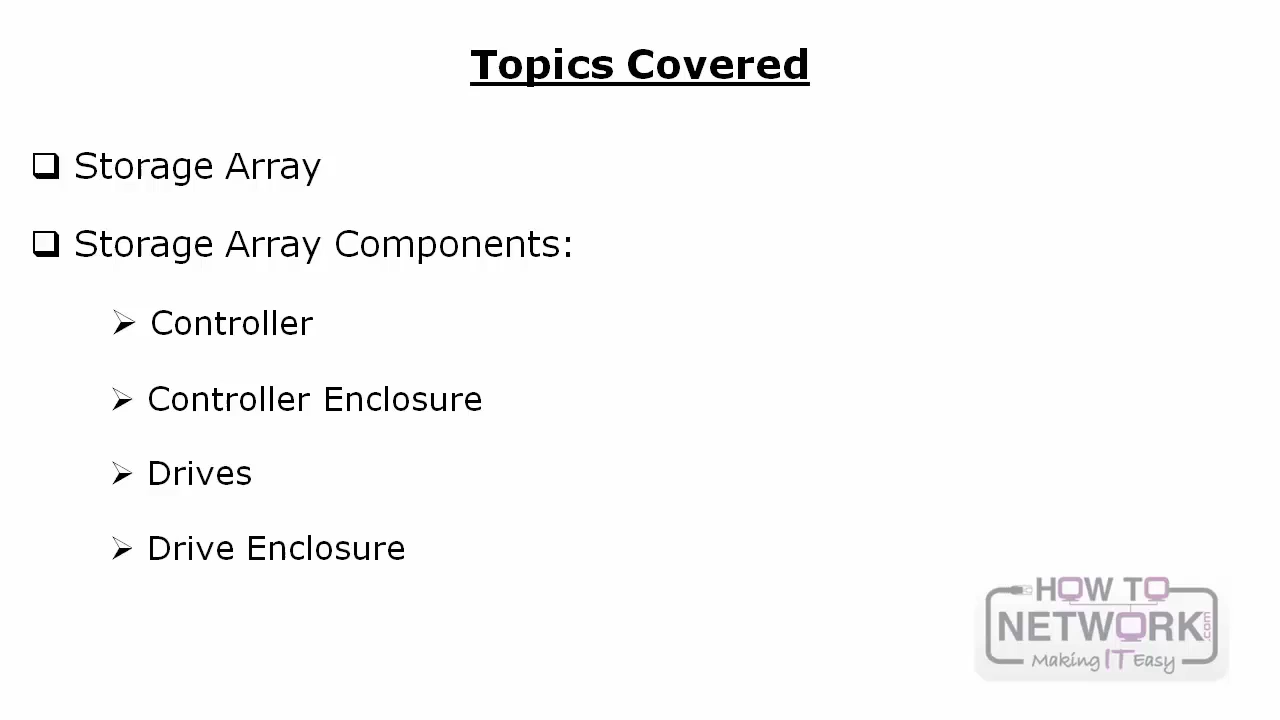 Topics Covered
Storage Array
Storage Array Components:
Controller
Controller Enclosure
Drives
Drive Enclosure
HOW TO
NETWORK.com
Making IT Easy